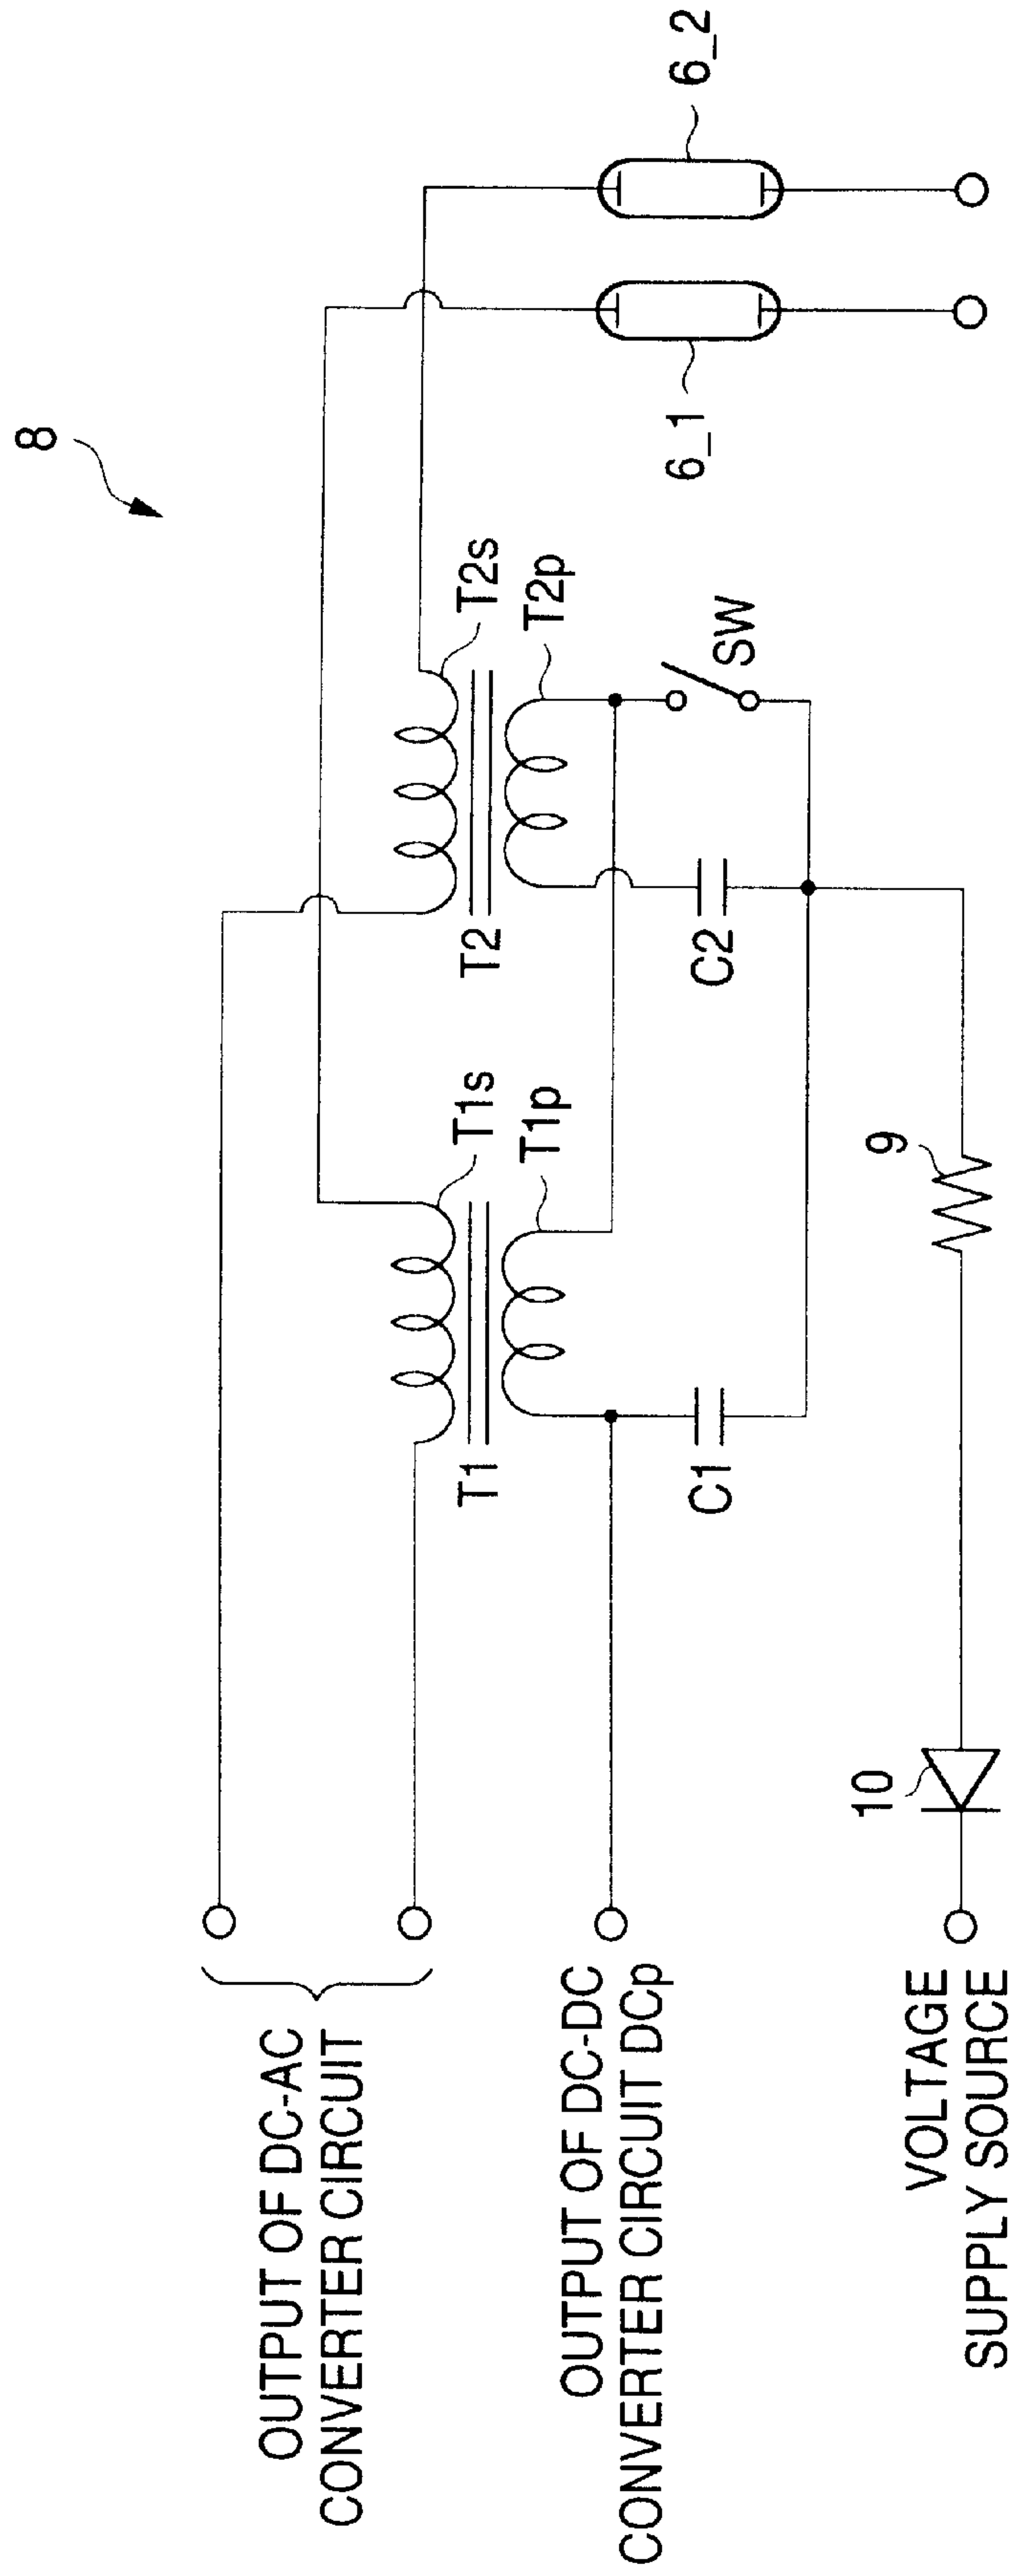 8
OUTPUT OF DC-AC
CONVERTER CIRCUIT
T1s
T2s
T1
T2
T1p
T2p
OUTPUT OF DC-DC
CONVERTER CIRCUIT DCp
6_1
6_2
C1
C2
SW
10
9
VOLTAGE
SUPPLY SOURCE